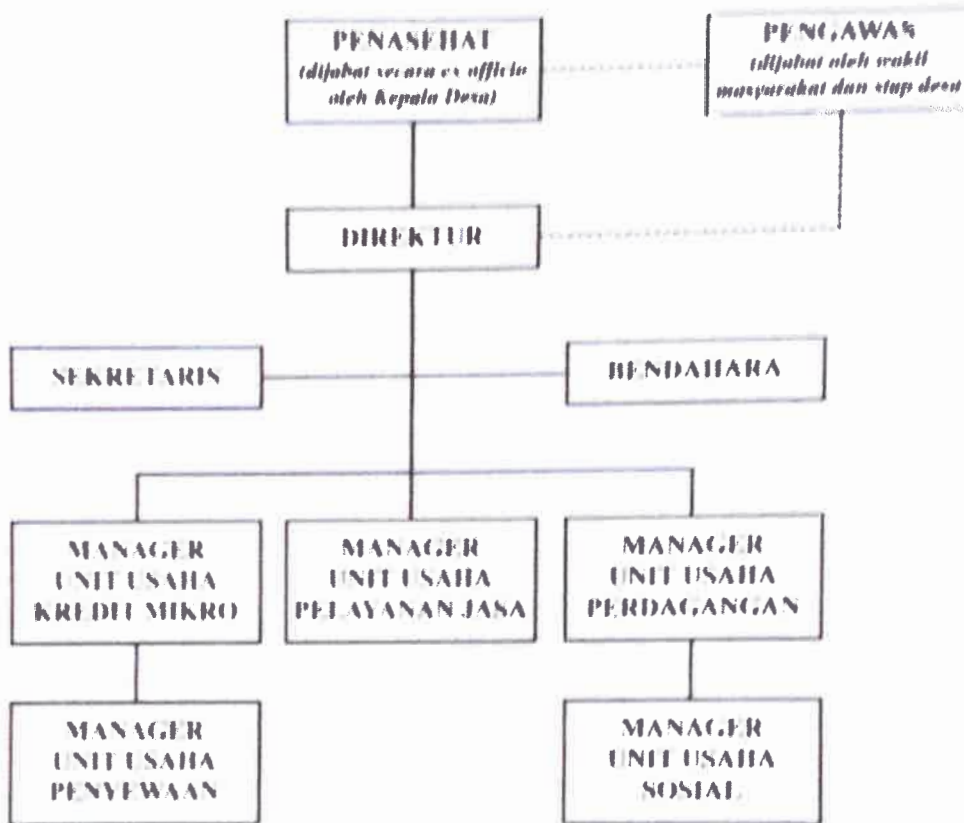 PENASEHAT
(dijabat secara ex officio
oleh Kepala Desa)
PENGAWAS
(dijabat oleh wakil
masyarakat dan stap desa
DIREKTUR
SEKRETARIS
BENDAHARA
MANAGER
UNIT USAHA
KREDIT MIKRO
MANAGER
UNIT USAHA
PELAYANAN JASA
MANAGER
UNIT USAHA
PERDAGANGAN
MANAGER
UNIT USAHA
PENYEWAAN
MANAGER
UNIT USAHA
SOSIAL